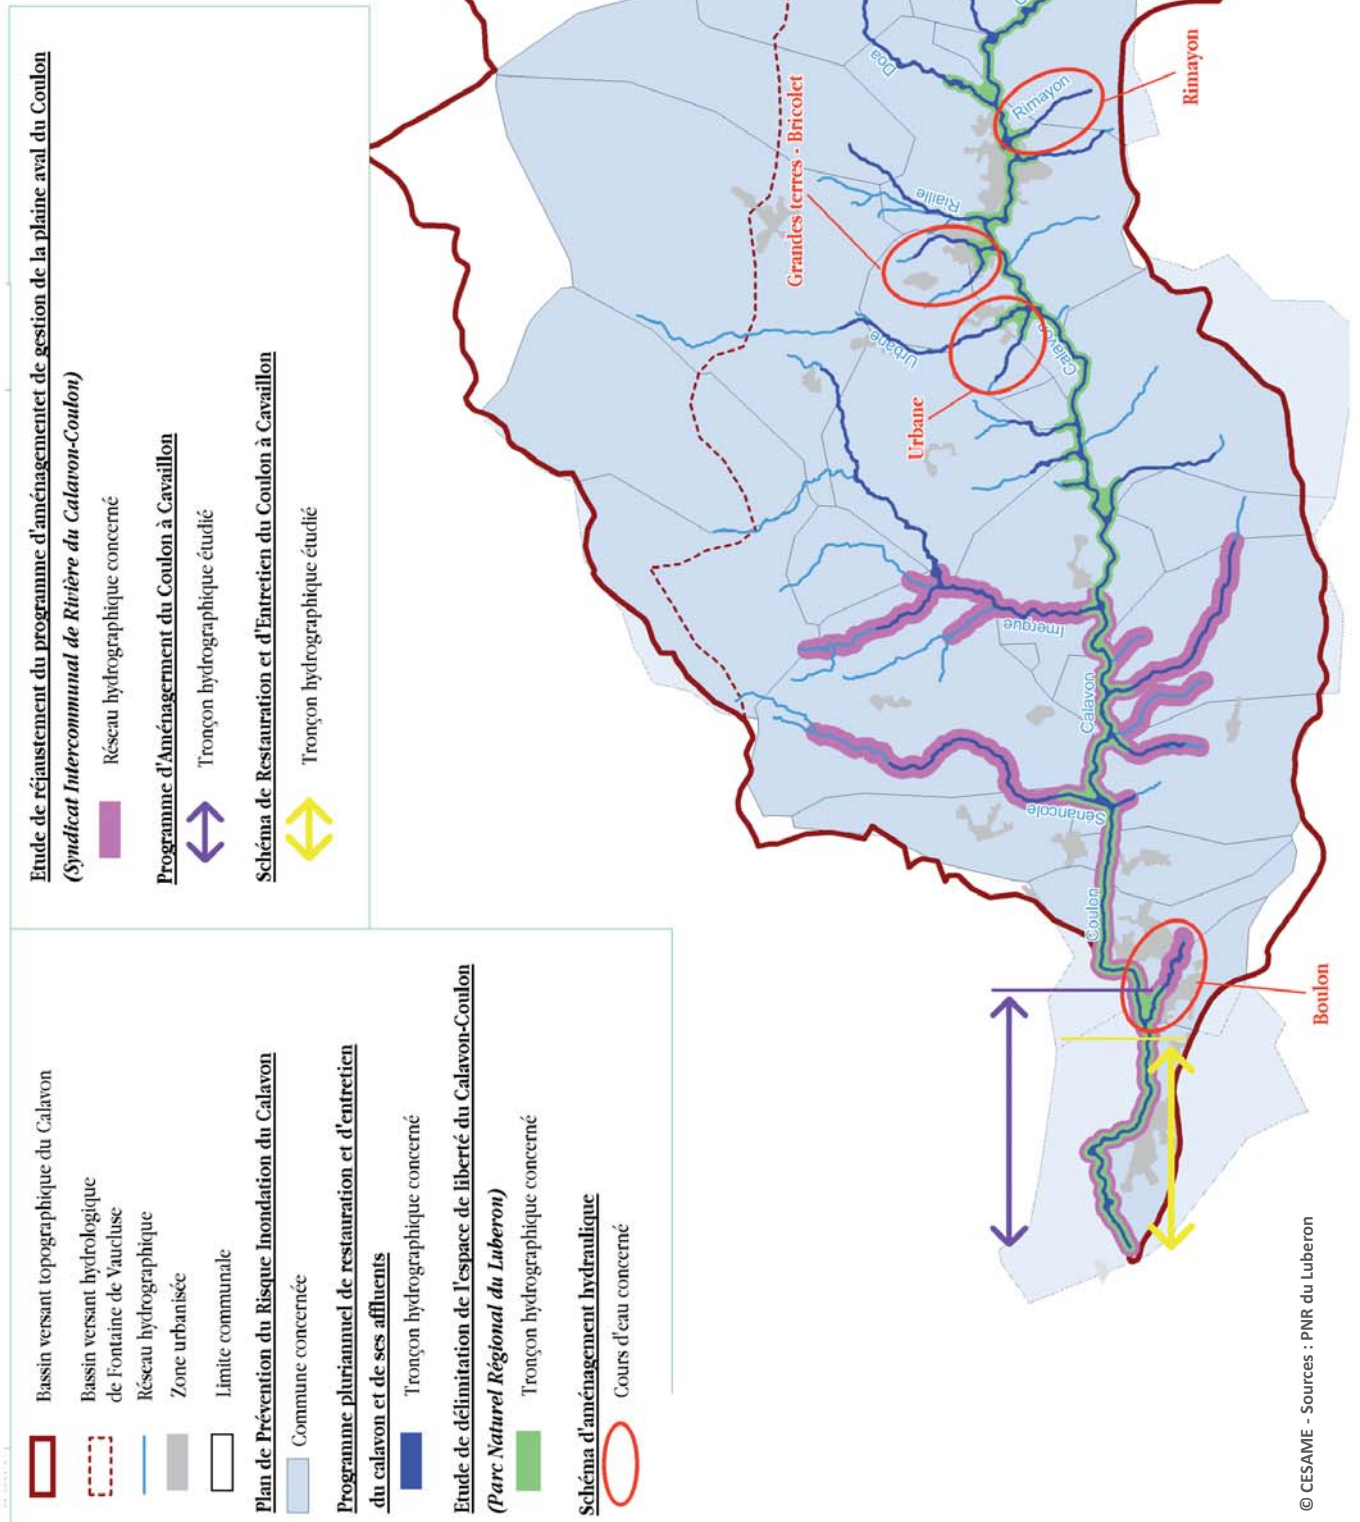 Bassin versant topographique du Calavon
Bassin versant hydrologique
de Fontaine de Vaucluse
Réseau hydrographique
Zone urbanisée
Limite communale
Plan de Prévention du Risque Inondation du Calavon
Commune concernée
Programme pluriannuel de restauration et d'entretien
du calavon et de ses affluents
Tronçon hydrographique concerné
Etude de délimitation de l'espace de liberté du Calavon-Coulon
(Parc Naturel Régional du Luberon)
Tronçon hydrographique concerné
Schéma d'aménagement hydraulique
Cours d'eau concerné
Etude de réjaustement du programme d'aménagementet de gestion de la plaine aval du Coulon
(Syndicat Intercommunal de Rivière du Calavon-Coulon)
Réseau hydrographique concerné
Programme d'Aménagement du Coulon à Cavaillon
Tronçon hydrographique étudié
Schéma de Restauration et d'Entretien du Coulon à Cavaillon
Tronçon hydrographique étudié
Doa
Grandes terres - Bricolet
Rimayon
Rimayon
Riaille
Urbane
Calavon
Urbane
Imergue
Calavon
Sénancole
Coulon
Boulon
© CESAME - Sources : PNR du Luberon